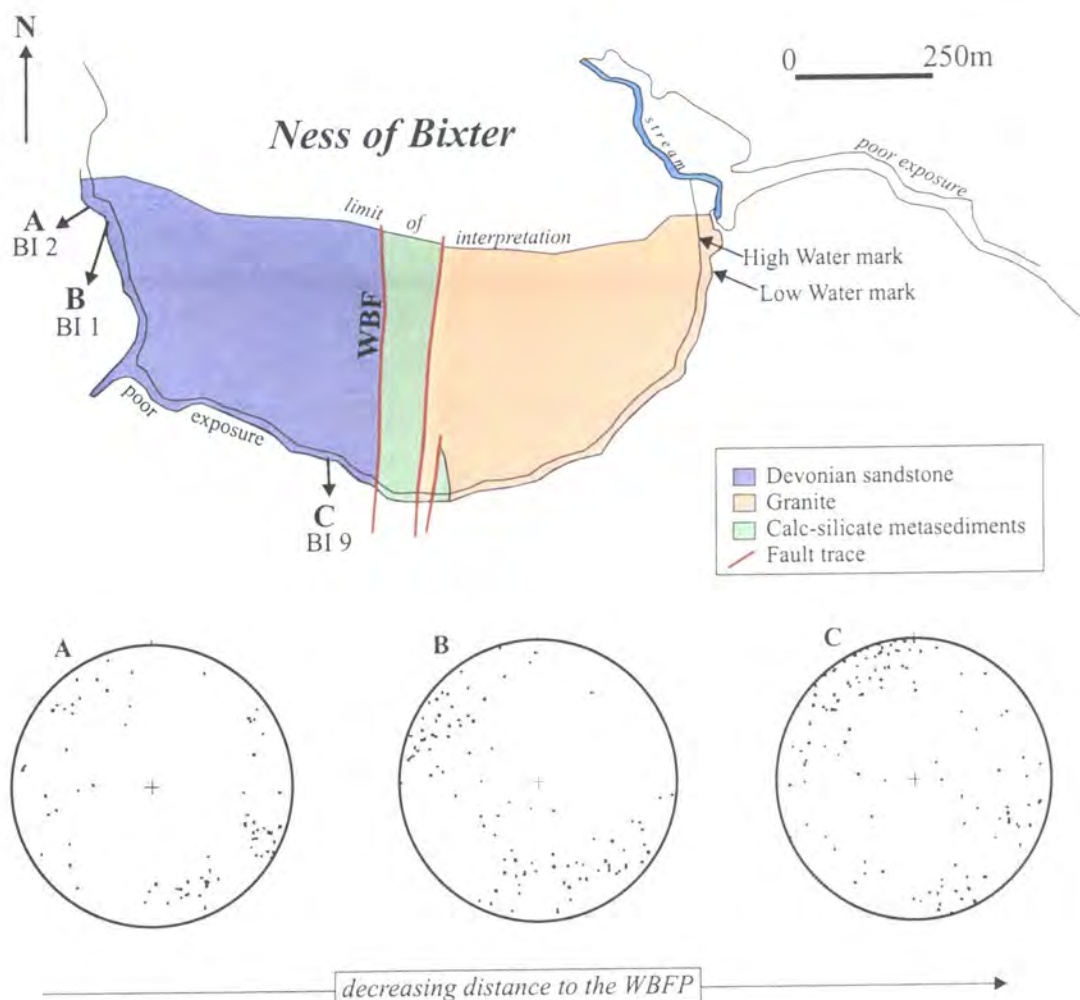 N
0 250m
Ness of Bixter
stream
poor exposure
limit of interpretation
A
BI 2
High Water mark
B
BI 1
Low Water mark
WBF
poor exposure
C
BI 9
Devonian sandstone
Granite
Calc-silicate metasediments
Fault trace
A
B
C
decreasing distance to the WBFP